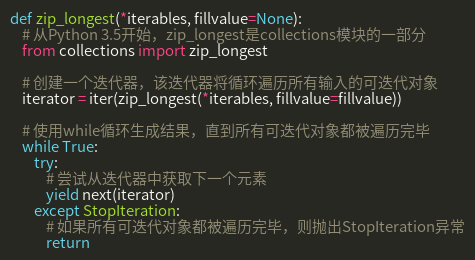 def zip_longest(*iterables, fillvalue=None):
# 从Python 3.5开始，zip_longest是collections模块的一部分
from collections import zip_longest
# 创建一个迭代器，该迭代器将循环遍历所有输入的可迭代对象
iterator = iter(zip_longest(*iterables, fillvalue=fillvalue))
# 使用while循环生成结果，直到所有可迭代对象都被遍历完毕
while True:
try:
# 尝试从迭代器中获取下一个元素
yield next(iterator)
except StopIteration:
# 如果所有可迭代对象都被遍历完毕，则抛出StopIteration异常
return